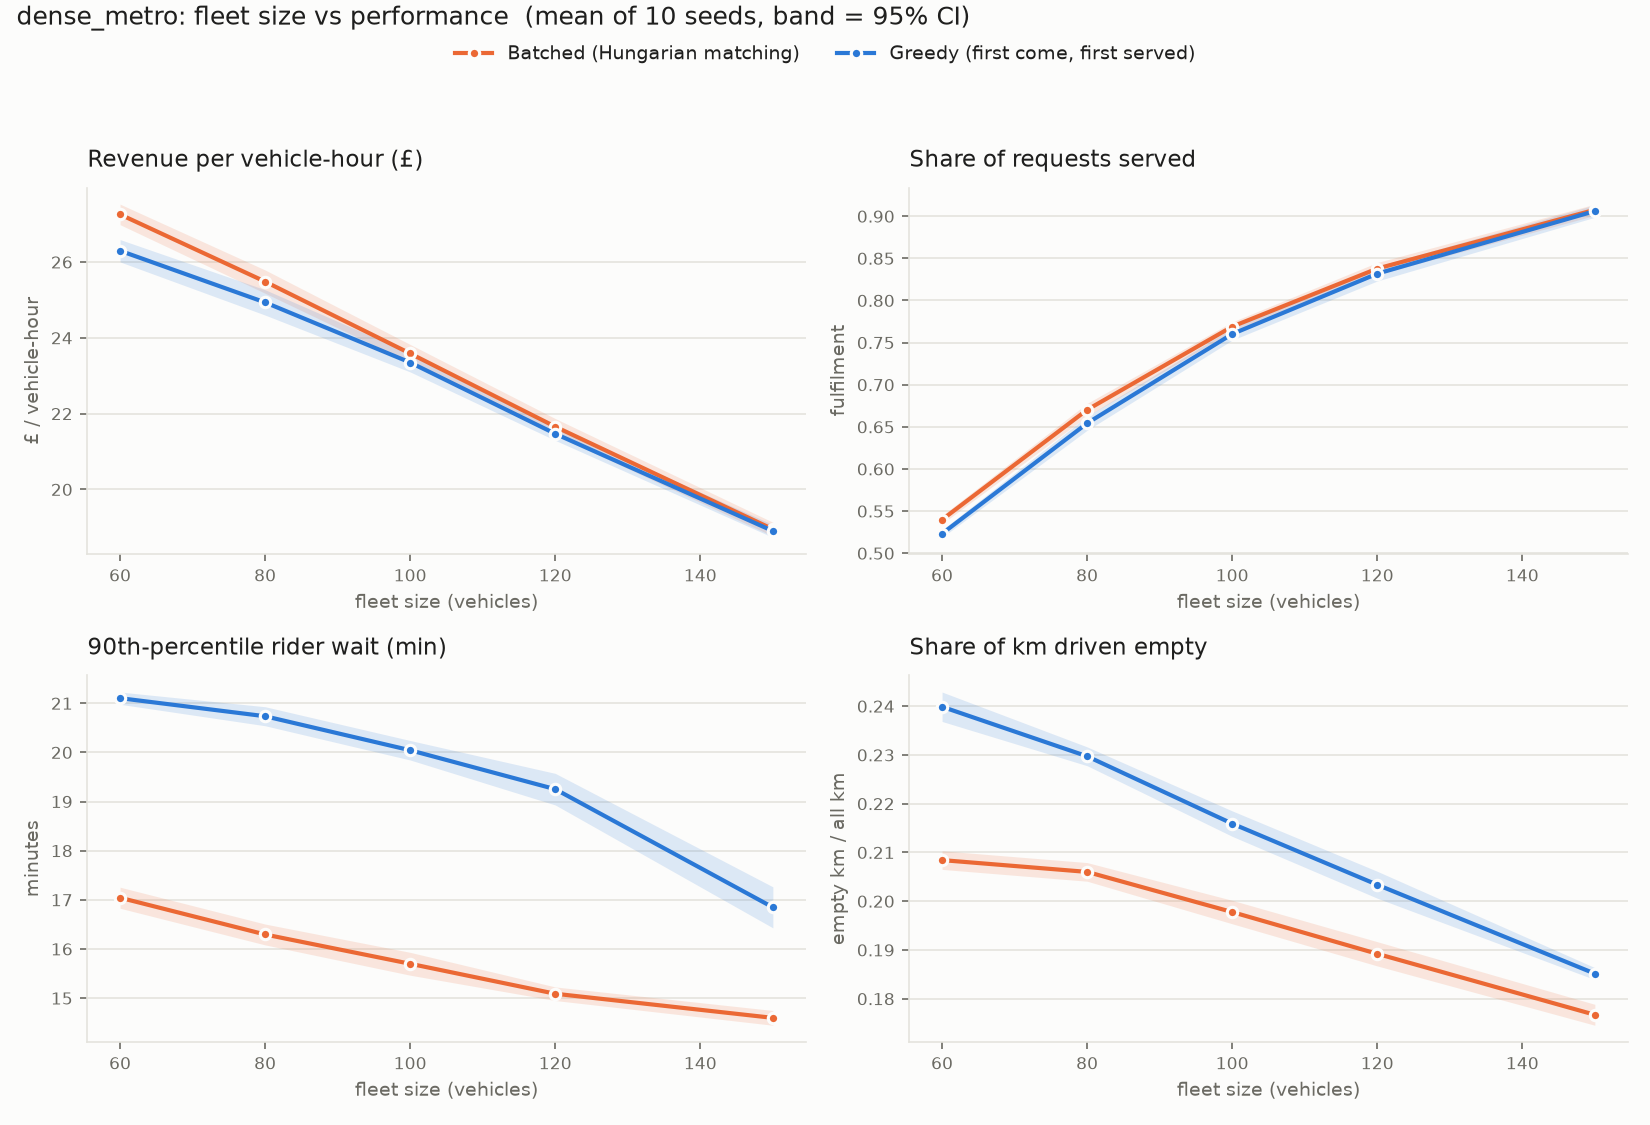 dense_metro: fleet size vs performance  (mean of 10 seeds, band = 95% CI)
Batched (Hungarian matching)
Greedy (first come, first served)
Revenue per vehicle-hour (£)
£ / vehicle-hour
26
24
22
20
60 80 100 120 140
fleet size (vehicles)
Share of requests served
fulfilment
0.90
0.85
0.80
0.75
0.70
0.65
0.60
0.55
0.50
60 80 100 120 140
fleet size (vehicles)
90th-percentile rider wait (min)
minutes
21
20
19
18
17
16
15
60 80 100 120 140
fleet size (vehicles)
Share of km driven empty
empty km / all km
0.24
0.23
0.22
0.21
0.20
0.19
0.18
60 80 100 120 140
fleet size (vehicles)